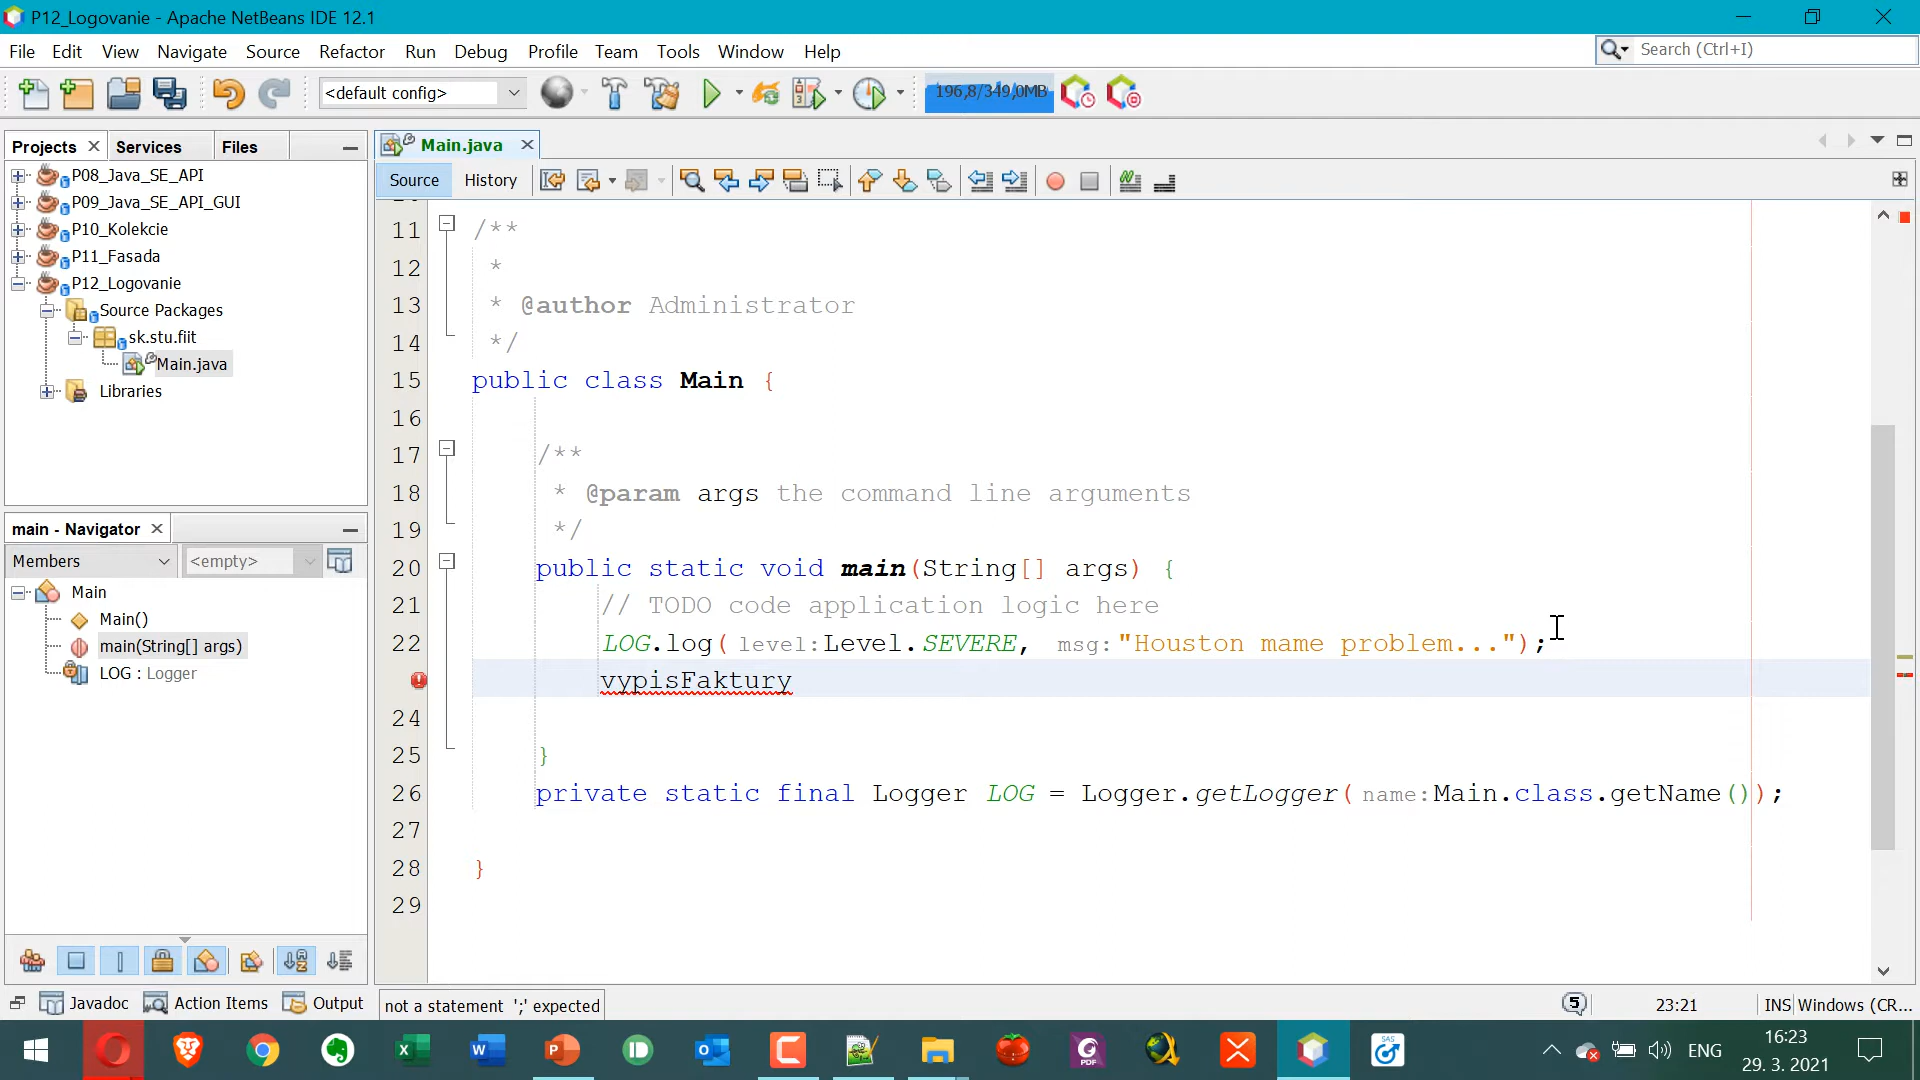 P12_Logovanie - Apache NetBeans IDE 12.1
File Edit View Navigate Source Refactor Run Debug Profile Team Tools Window Help
Search (Ctrl+I)
<default config>
196,8/349,0MB
Projects Services Files
P08_Java_SE_API
P09_Java_SE_API_GUI
P10_Kolekcie
P11_Fasada
P12_Logovanie
Source Packages
sk.stu.fiit
Main.java
Libraries
main - Navigator
Members
<empty>
Main
Main()
main(String[] args)
LOG : Logger
Main.java
Source History
11 /**
12 *
13 * @author Administrator
14 */
15 public class Main {
16
17 /**
18 * @param args the command line arguments
19 */
20 public static void main(String[] args) {
21 // TODO code application logic here
22 LOG.log(level:Level.SEVERE, msg:"Houston mame problem...");
vypisFaktury
24
25 }
26 private static final Logger LOG = Logger.getLogger(name:Main.class.getName());
27
28 }
29
Javadoc Action Items Output
not a statement ';' expected
5
23:21
INS
Windows (CR...
ENG
16:23
29. 3. 2021